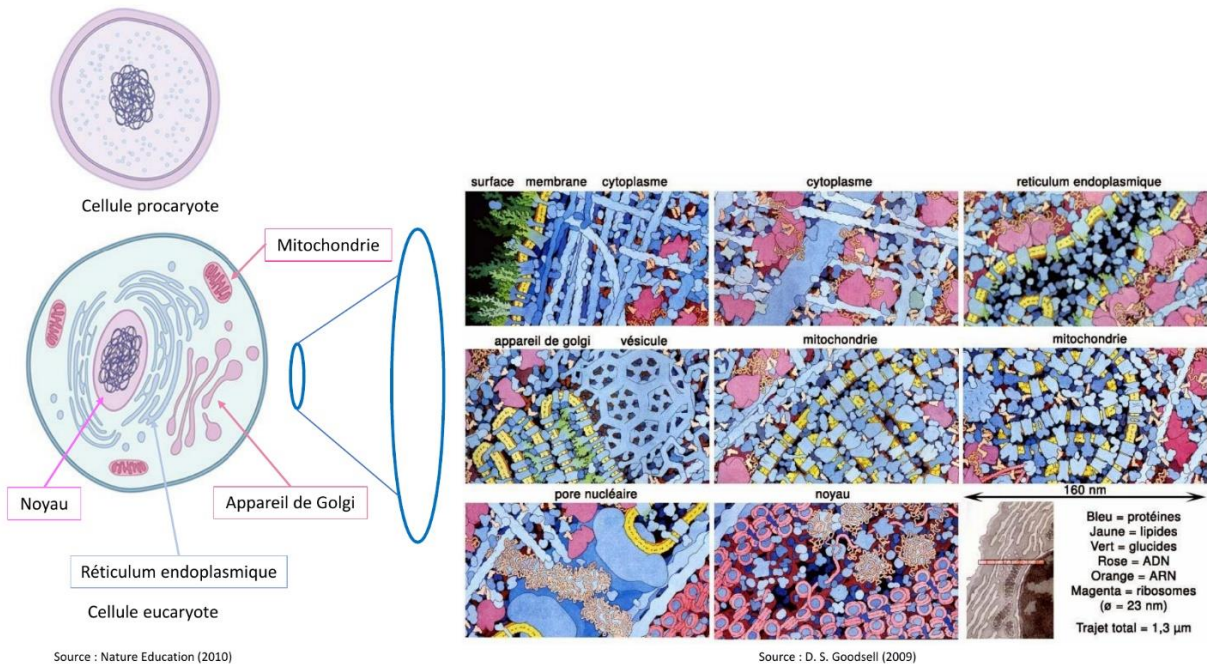 Cellule procaryote
Mitochondrie
Noyau
Appareil de Golgi
Réticulum endoplasmique
Cellule eucaryote
Source : Nature Education (2010)
surface membrane cytoplasme
cytoplasme
reticulum endoplasmique
appareil de golgi vésicule
mitochondrie
mitochondrie
pore nucléaire
noyau
160 nm
Bleu = protéines
Jaune = lipides
Vert = glucides
Rose = ADN
Orange = ARN
Magenta = ribosomes
(ø = 23 nm)
Trajet total = 1,3 µm
Source : D. S. Goodsell (2009)